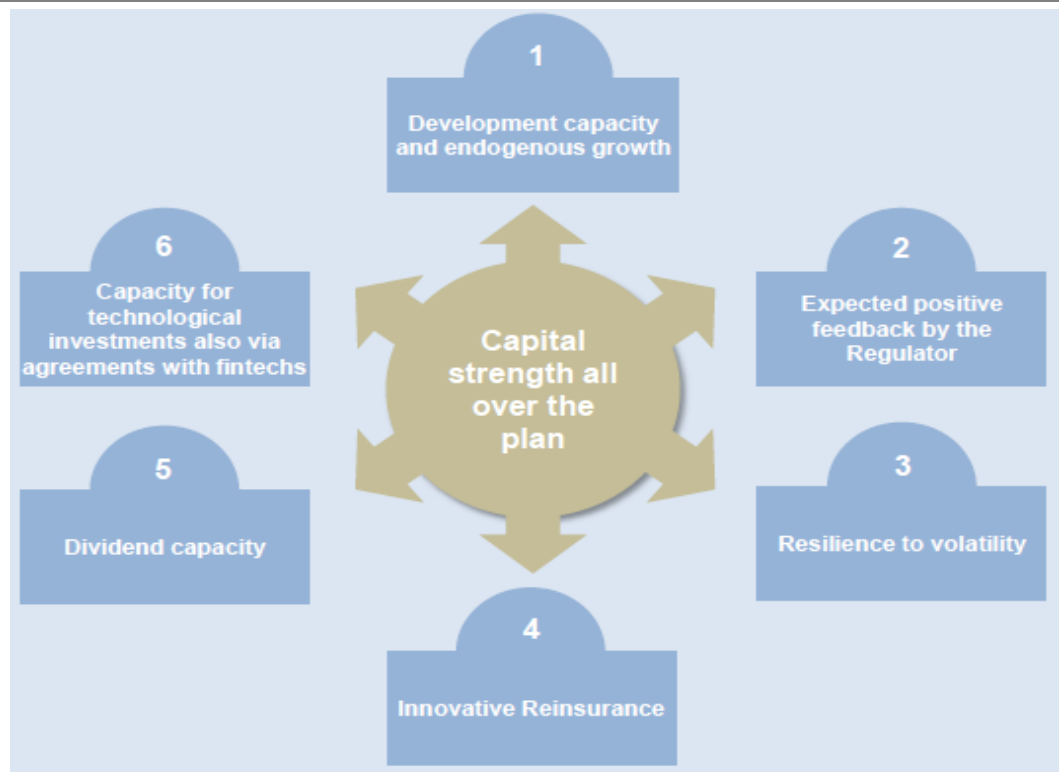 1
Development capacity
and endogenous growth
2
Expected positive
feedback by the
Regulator
3
Resilience to volatility
4
Innovative Reinsurance
5
Dividend capacity
6
Capacity for
technological
investments also via
agreements with fintechs
Capital
strength all
over the
plan